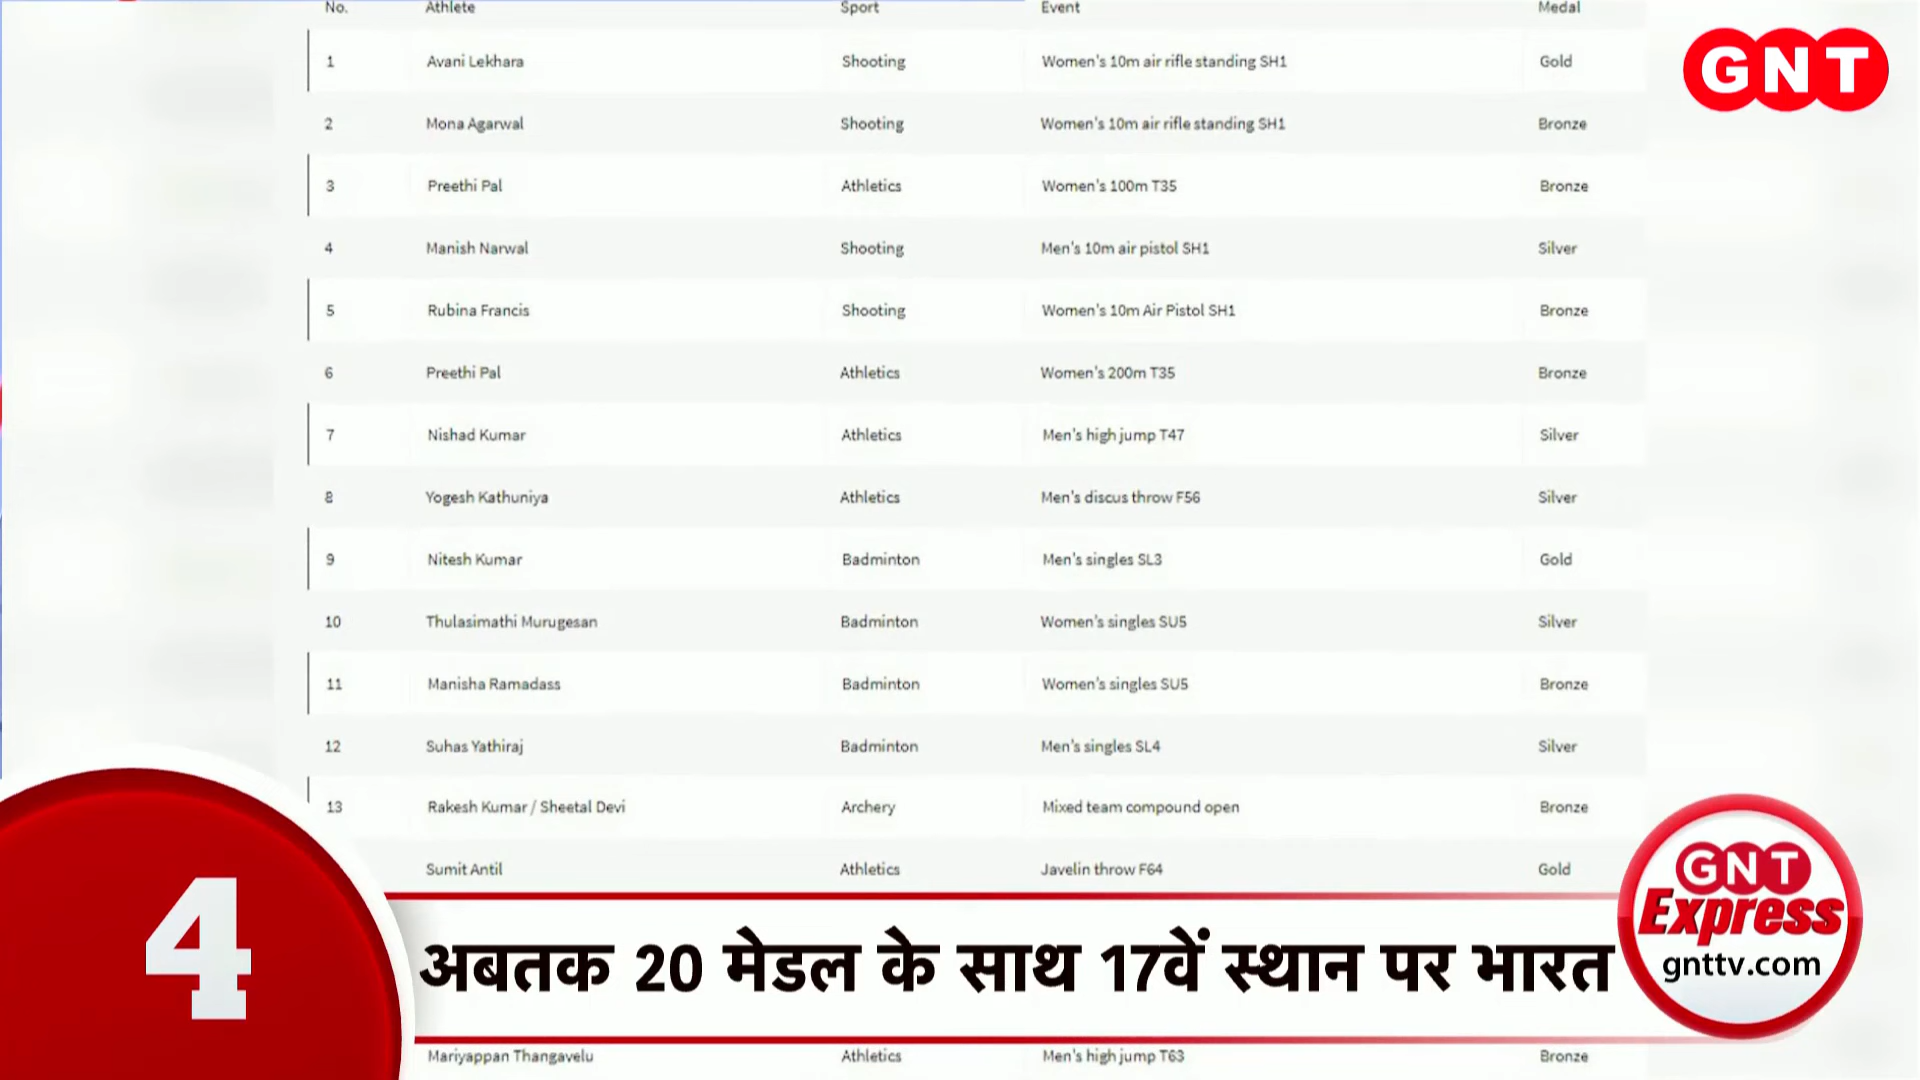 No. Athlete Sport Event Medal
1 Avani Lekhara Shooting Women's 10m air rifle standing SH1 Gold
GNT
2 Mona Agarwal Shooting Women's 10m air rifle standing SH1 Bronze
3 Preethi Pal Athletics Women's 100m T35 Bronze
4 Manish Narwal Shooting Men's 10m air pistol SH1 Silver
5 Rubina Francis Shooting Women's 10m Air Pistol SH1 Bronze
6 Preethi Pal Athletics Women's 200m T35 Bronze
7 Nishad Kumar Athletics Men's high jump T47 Silver
8 Yogesh Kathuniya Athletics Men's discus throw F56 Silver
9 Nitesh Kumar Badminton Men's singles SL3 Gold
10 Thulasimathi Murugesan Badminton Women's singles SU5 Silver
11 Manisha Ramadass Badminton Women's singles SU5 Bronze
12 Suhas Yathiraj Badminton Men's singles SL4 Silver
13 Rakesh Kumar / Sheetal Devi Archery Mixed team compound open Bronze
Sumit Antil Athletics Javelin throw F64 Gold
4
अबतक 20 मेडल के साथ 17वें स्थान पर भारत
GNT
Express
gnttv.com
Mariyappan Thangavelu Athletics Men's high jump T63 Bronze